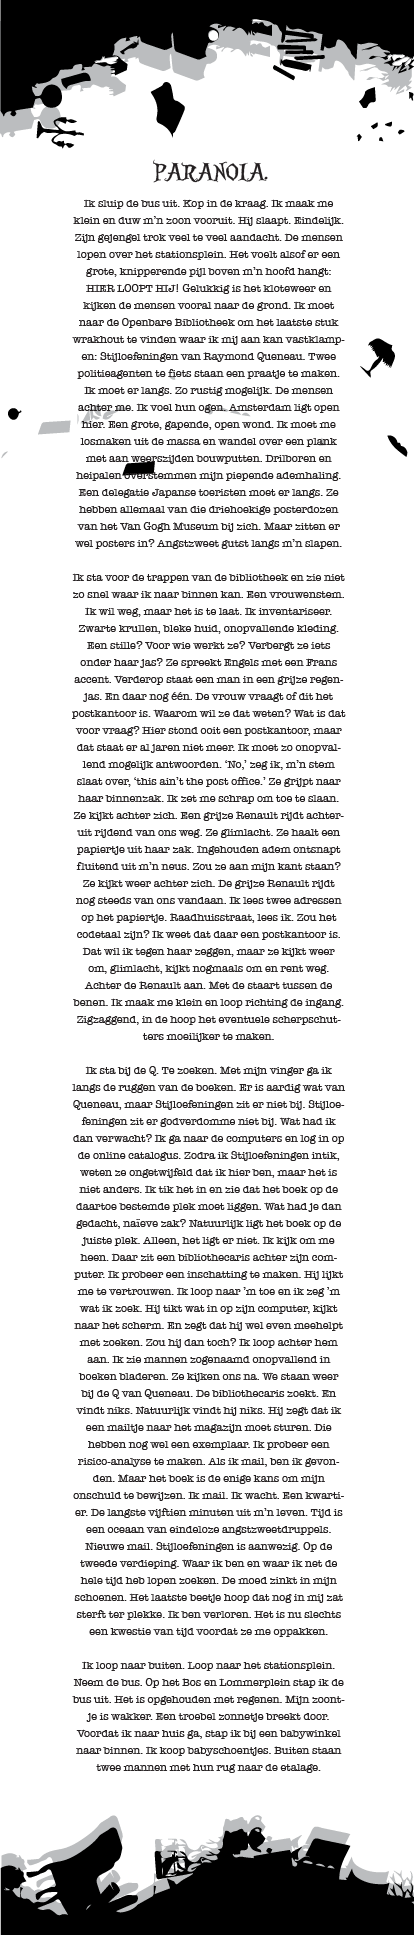 PARANOIA.
Ik sluip de bus uit. Kop in de kraag. Ik maak me
klein en duw m'n zoon vooruit. Hij slaapt. Eindelijk.
Zijn gejengel trok veel te veel aandacht. De mensen
lopen over het stationsplein. Het voelt alsof er een
grote, knipperende pijl boven m'n hoofd hangt:
HIER LOOPT HIJ! Gelukkig is het kloteweer en
kijken de mensen vooral naar de grond. Ik moet
naar de Openbare Bibliotheek om het laatste stuk
wrakhout te vinden waar ik mij aan kan vastklamp-
en: Stijloefeningen van Raymond Queneau. Twee
politieagenten te fiets staan een praatje te maken.
Ik moet er langs. Zo rustig mogelijk. De mensen
achter me. Ik voel hun ogen. Amsterdam ligt open
hier. Een grote, gapende, open wond. Ik moet me
losmaken uit de massa en wandel over een plank
met aan weerszijden bouwputten. Drilboren en
heipalen overstemmen mijn piepende ademhaling.
Een delegatie Japanse toeristen moet er langs. Ze
hebben allemaal van die driehoekige posterdozen
van het Van Gogh Museum bij zich. Maar zitten er
wel posters in? Angstzweet gutst langs m'n slapen.
Ik sta voor de trappen van de bibliotheek en zie niet
zo snel waar ik naar binnen kan. Een vrouwenstem.
Ik wil weg, maar het is te laat. Ik inventariseer.
Zwarte krullen, bleke huid, onopvallende kleding.
Een stille? Voor wie werkt ze? Verbergt ze iets
onder haar jas? Ze spreekt Engels met een Frans
accent. Verderop staat een man in een grijze regen-
jas. En daar nog één. De vrouw vraagt of dit het
postkantoor is. Waarom wil ze dat weten? Wat is dat
voor vraag? Hier stond ooit een postkantoor, maar
dat staat er al jaren niet meer. Ik moet zo onopval-
lend mogelijk antwoorden. 'No,' zeg ik, m'n stem
slaat over, 'this ain't the post office.' Ze grijpt naar
haar binnenzak. Ik zet me schrap om toe te slaan.
Ze kijkt achter zich. Een grijze Renault rijdt achter-
uit rijdend van ons weg. Ze glimlacht. Ze haalt een
papiertje uit haar zak. Ingehouden adem ontsnapt
fluitend uit m'n neus. Zou ze aan mijn kant staan?
Ze kijkt weer achter zich. De grijze Renault rijdt
nog steeds van ons vandaan. Ik lees twee adressen
op het papiertje. Raadhuisstraat, lees ik. Zou het
codetaal zijn? Ik weet dat daar een postkantoor is.
Dat wil ik tegen haar zeggen, maar ze kijkt weer
om, glimlacht, kijkt nogmaals om en rent weg.
Achter de Renault aan. Met de staart tussen de
benen. Ik maak me klein en loop richting de ingang.
Zigzaggend, in de hoop het eventuele scherpschut-
ters moeilijker te maken.
Ik sta bij de Q. Te zoeken. Met mijn vinger ga ik
langs de ruggen van de boeken. Er is aardig wat van
Queneau, maar Stijloefeningen zit er niet bij. Stijloe-
feningen zit er godverdomme niet bij. Wat had ik
dan verwacht? Ik ga naar de computers en log in op
de online catalogus. Zodra ik Stijloefeningen intik,
weten ze ongetwijfeld dat ik hier ben, maar het is
niet anders. Ik tik het in en zie dat het boek op de
daartoe bestemde plek moet liggen. Wat had je dan
gedacht, naïeve zak? Natuurlijk ligt het boek op de
juiste plek. Alleen, het ligt er niet. Ik kijk om me
heen. Daar zit een bibliothecaris achter zijn com-
puter. Ik probeer een inschatting te maken. Hij lijkt
me te vertrouwen. Ik loop naar 'm toe en ik zeg 'm
wat ik zoek. Hij tikt wat in op zijn computer, kijkt
naar het scherm. En zegt dat hij wel even meehelpt
met zoeken. Zou hij dan toch? Ik loop achter hem
aan. Ik zie mannen zogenaamd onopvallend in
boeken bladeren. Ze kijken ons na. We staan weer
bij de Q van Queneau. De bibliothecaris zoekt. En
vindt niks. Natuurlijk vindt hij niks. Hij zegt dat ik
een mailtje naar het magazijn moet sturen. Die
hebben nog wel een exemplaar. Ik probeer een
risico-analyse te maken. Als ik mail, ben ik gevon-
den. Maar het boek is de enige kans om mijn
onschuld te bewijzen. Ik mail. Ik wacht. Een kwarti-
er. De langste vijftien minuten uit m'n leven. Tijd is
een oceaan van eindeloze angstzweetdruppels.
Nieuwe mail. Stijloefeningen is aanwezig. Op de
tweede verdieping. Waar ik ben en waar ik net de
hele tijd heb lopen zoeken. De moed zinkt in mijn
schoenen. Het laatste beetje hoop dat nog in mij zat
sterft ter plekke. Ik ben verloren. Het is nu slechts
een kwestie van tijd voordat ze me oppakken.
Ik loop naar buiten. Loop naar het stationsplein.
Neem de bus. Op het Bos en Lommerplein stap ik de
bus uit. Het is opgehouden met regenen. Mijn zoont-
je is wakker. Een troebel zonnetje breekt door.
Voordat ik naar huis ga, stap ik bij een babywinkel
naar binnen. Ik koop babyschoentjes. Buiten staan
twee mannen met hun rug naar de etalage.